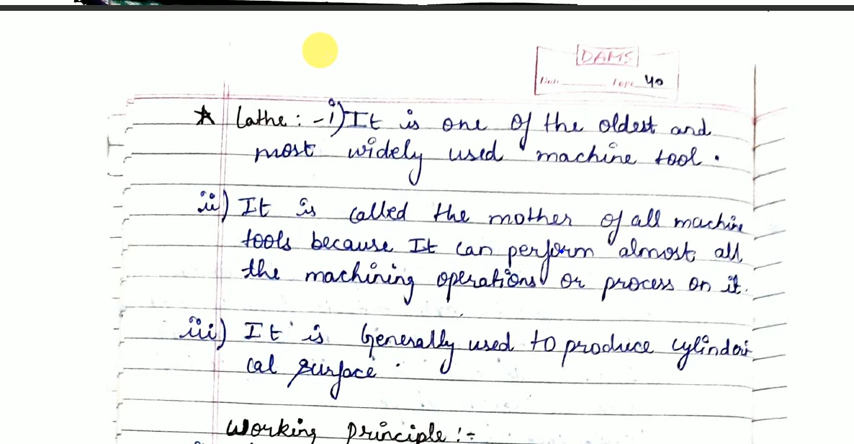 DAMS
Date Page 40
★ Lathe : - i) It is one of the oldest and
most widely used machine tool .
ii) It is called the mother of all machine
tools because It can perform almost all
the machining operations or process on it.
iii) It is Generally used to produce cylindri
cal surface .
Working principle :-